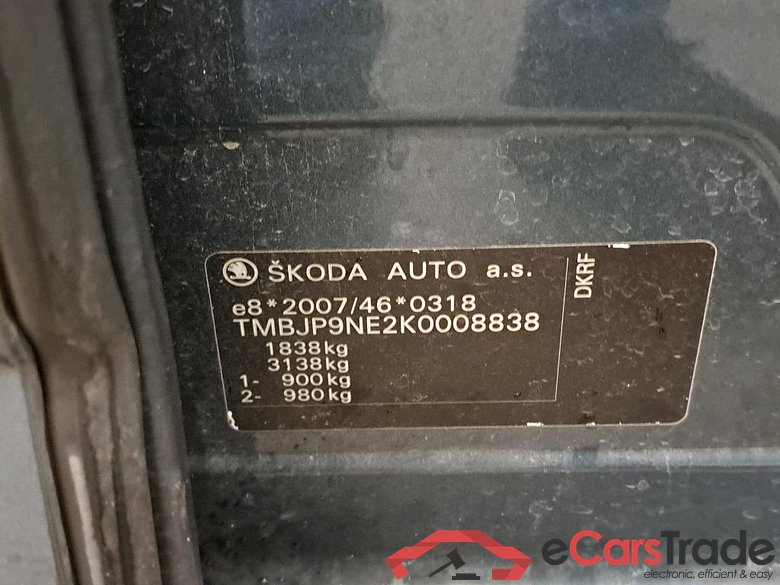 ŠKODA AUTO a.s.
DKRF
e8*2007/46*0318
TMBJP9NE2K0008838
1838kg
3138kg
1- 900kg
2- 980kg
eCarsTrade
electronic, efficient & easy